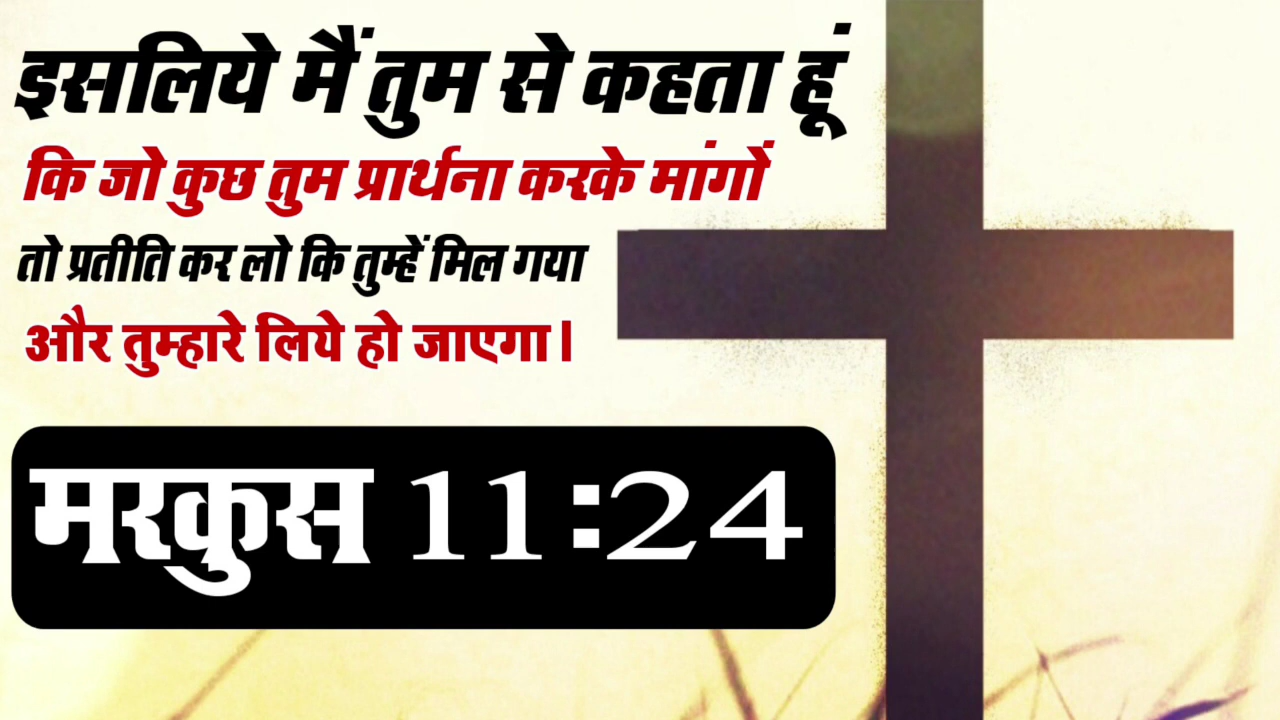 इसलिये मैं तुम से कहता हूं
कि जो कुछ तुम प्रार्थना करके मांगों
तो प्रतीति कर लो कि तुम्हें मिल गया
और तुम्हारे लिये हो जाएगा।
मरकुस 11:24